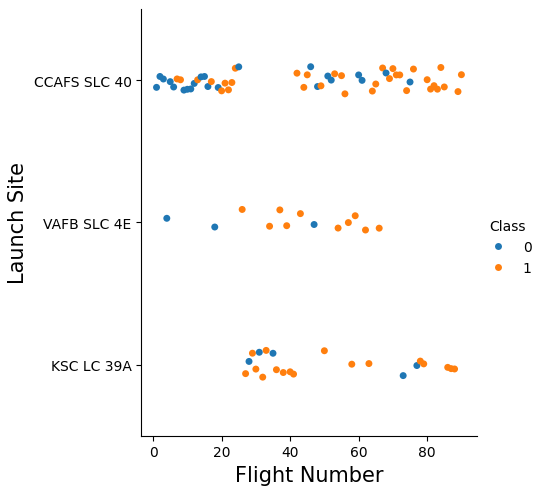 CCAFS SLC 40
VAFB SLC 4E
KSC LC 39A
Launch Site
0 20 40 60 80
Flight Number
Class
0
1